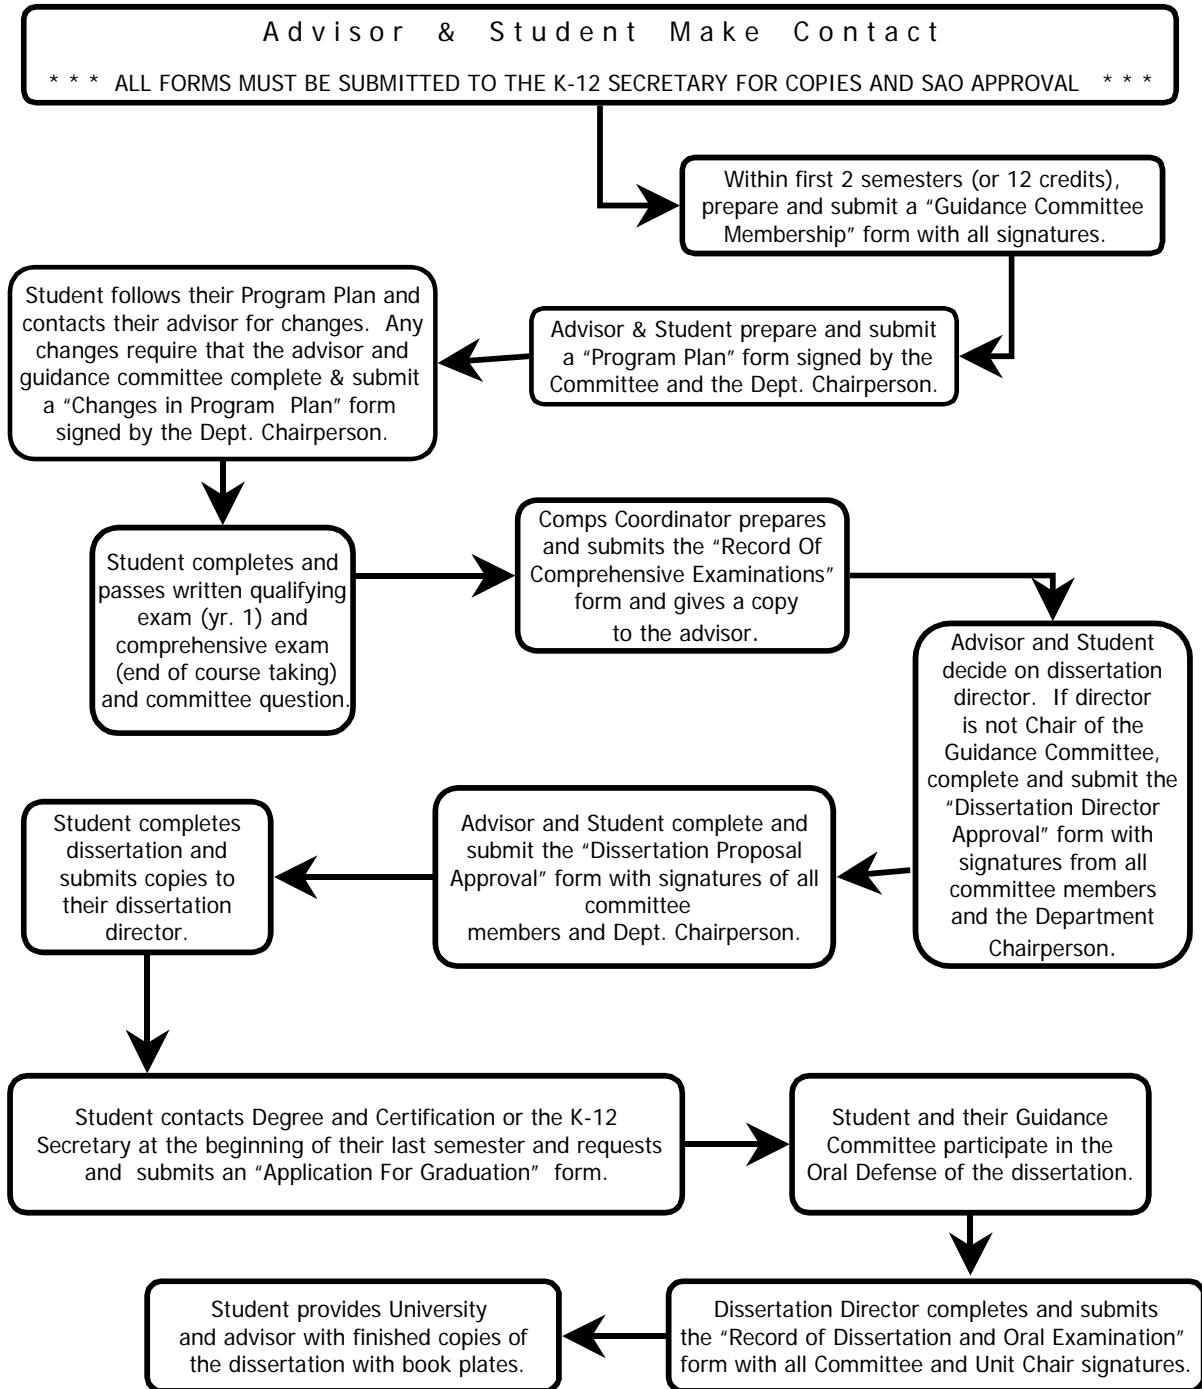 Advisor & Student Make Contact
* * * ALL FORMS MUST BE SUBMITTED TO THE K-12 SECRETARY FOR COPIES AND SAO APPROVAL * * *
Within first 2 semesters (or 12 credits),
prepare and submit a “Guidance Committee
Membership” form with all signatures.
Advisor & Student prepare and submit
a “Program Plan” form signed by the
Committee and the Dept. Chairperson.
Student follows their Program Plan and
contacts their advisor for changes. Any
changes require that the advisor and
guidance committee complete & submit
a “Changes in Program Plan” form
signed by the Dept. Chairperson.
Student completes and
passes written qualifying
exam (yr. 1) and
comprehensive exam
(end of course taking)
and committee question.
Comps Coordinator prepares
and submits the “Record Of
Comprehensive Examinations”
form and gives a copy
to the advisor.
Advisor and Student
decide on dissertation
director. If director
is not Chair of the
Guidance Committee,
complete and submit the
“Dissertation Director
Approval” form with
signatures from all
committee members
and the Department
Chairperson.
Advisor and Student complete and
submit the “Dissertation Proposal
Approval” form with signatures of all
committee
members and Dept. Chairperson.
Student completes
dissertation and
submits copies to
their dissertation
director.
Student contacts Degree and Certification or the K-12
Secretary at the beginning of their last semester and requests
and submits an “Application For Graduation” form.
Student and their Guidance
Committee participate in the
Oral Defense of the dissertation.
Dissertation Director completes and submits
the “Record of Dissertation and Oral Examination”
form with all Committee and Unit Chair signatures.
Student provides University
and advisor with finished copies of
the dissertation with book plates.